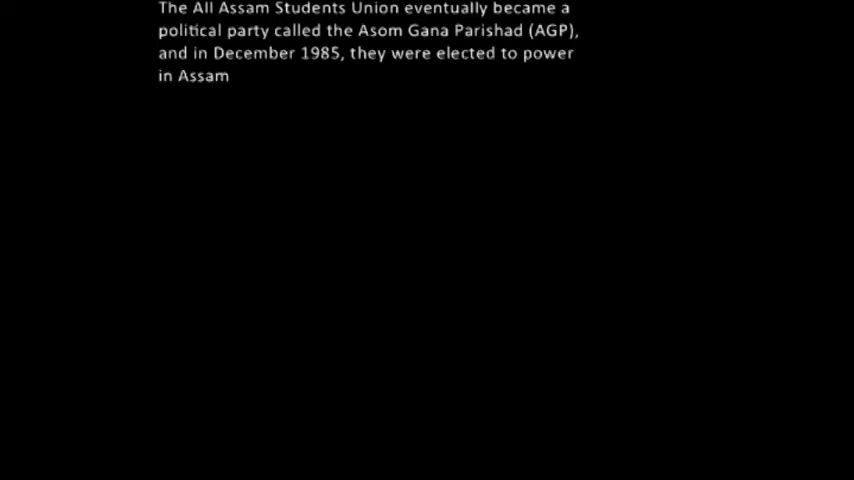 The All Assam Students Union eventually became a
political party called the Asom Gana Parishad (AGP),
and in December 1985, they were elected to power
in Assam